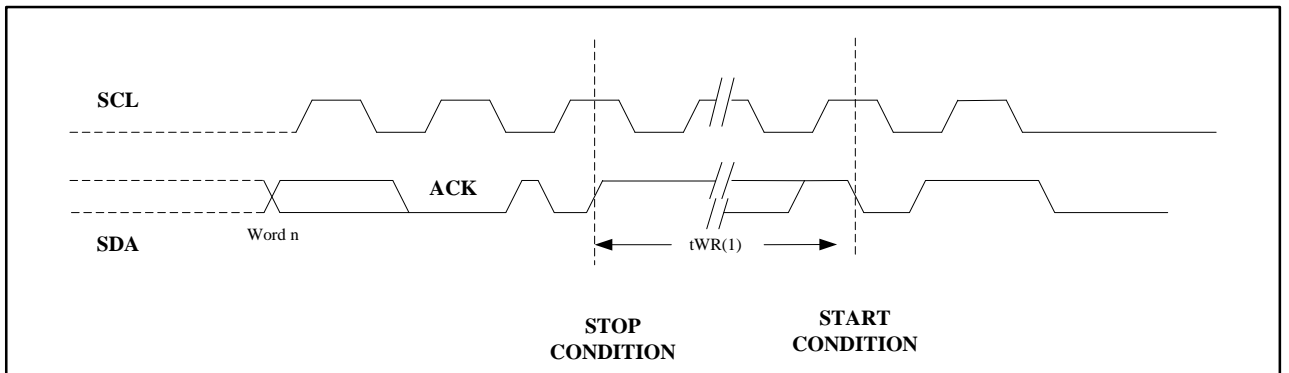 SCL
ACK
Word n
SDA
tWR(1)
STOP
CONDITION
START
CONDITION